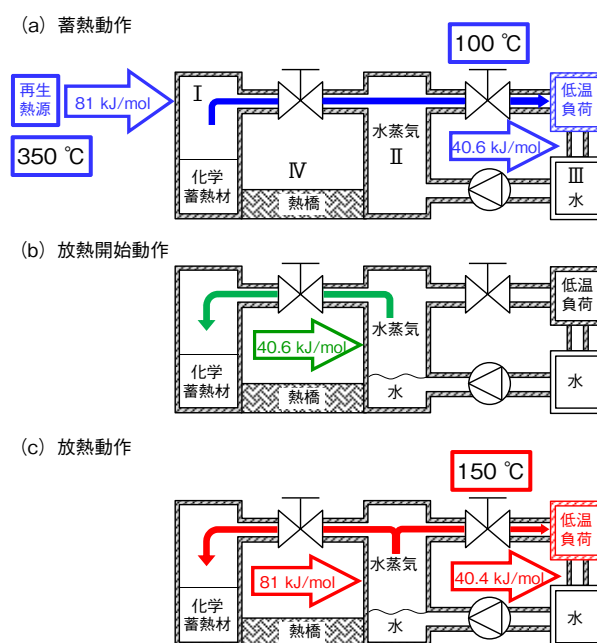 (a) 蓄熱動作
100 ℃
再生
熱源
81 kJ/mol
350 ℃
Ⅰ
化学
蓄熱材
Ⅳ
熱橋
水蒸気
Ⅱ
40.6 kJ/mol
低温
負荷
Ⅲ
水
(b) 放熱開始動作
化学
蓄熱材
40.6 kJ/mol
熱橋
水蒸気
水
低温
負荷
水
(c) 放熱動作
150 ℃
化学
蓄熱材
81 kJ/mol
熱橋
水蒸気
水
40.4 kJ/mol
低温
負荷
水